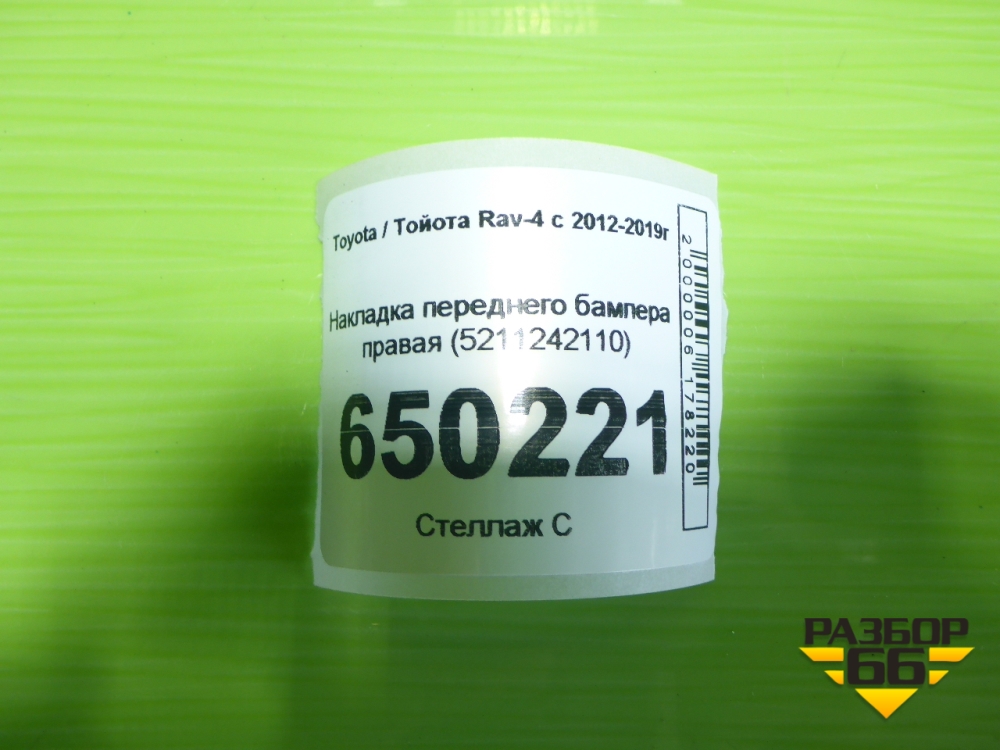 Toyota / Тойота Rav-4 с 2012-2019г
Накладка переднего бампера
правая (5211242110)
650221
Стеллаж С
2000006178220
РАЗБОР
66